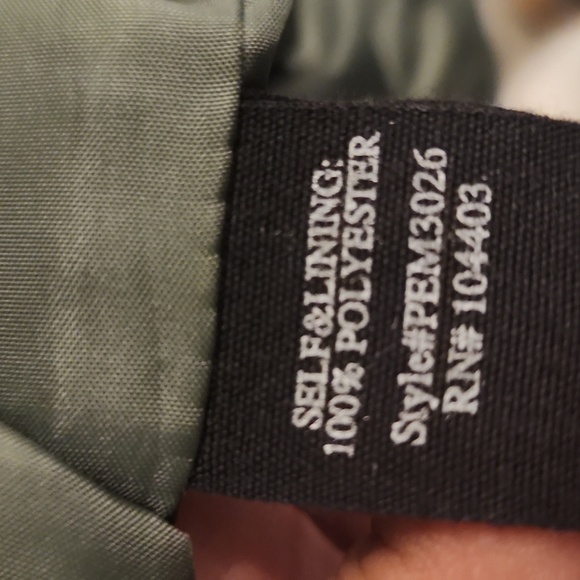 SELF&LINING:
100% POLYESTER
Style#PEM3026
RN# 104403